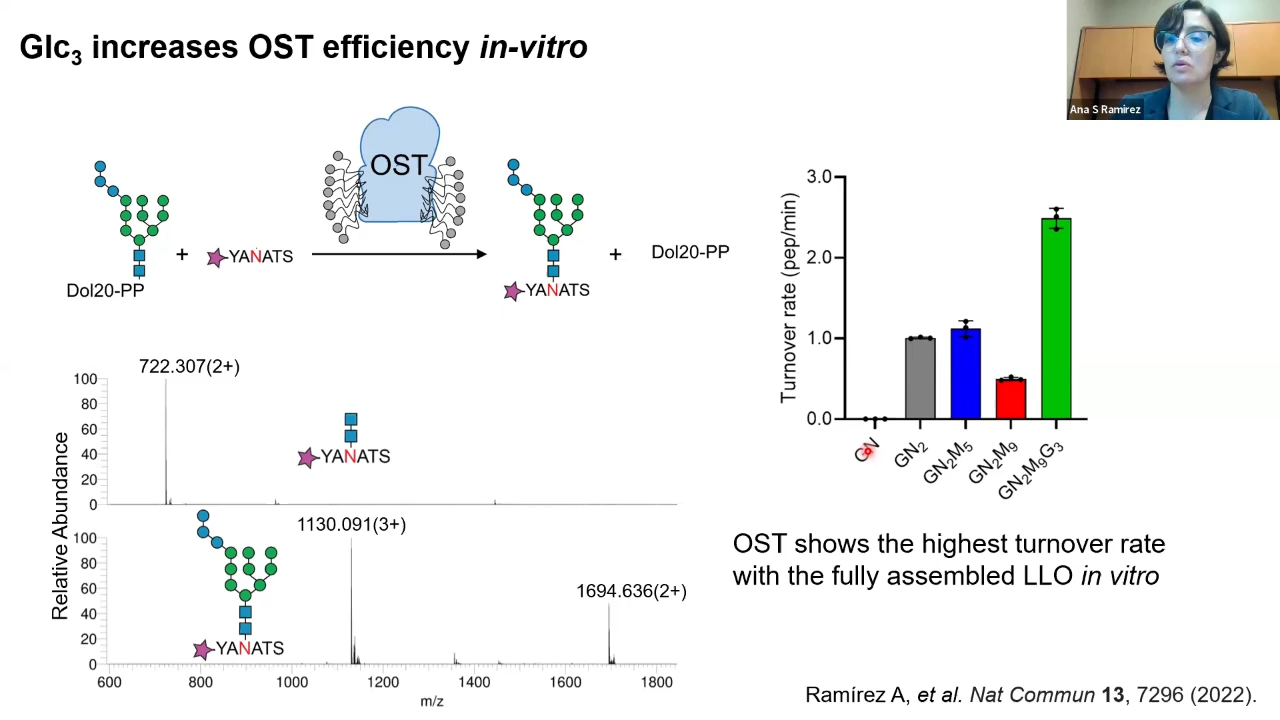 Glc3 increases OST efficiency in-vitro
Ana S Ramirez
OST
Dol20-PP
+
YANATS
YANATS
+
Dol20-PP
722.307(2+)
100
80
60
40
20
0
YANATS
Relative Abundance
1130.091(3+)
1694.636(2+)
100
80
60
40
20
0
YANATS
600
800
1000
1200
1400
1600
1800
m/z
Turnover rate (pep/min)
3.0
2.0
1.0
0.0
GN
GN2
GN2M5
GN2M9
GN2M9G3
OST shows the highest turnover rate
with the fully assembled LLO in vitro
Ramírez A, et al. Nat Commun 13, 7296 (2022).